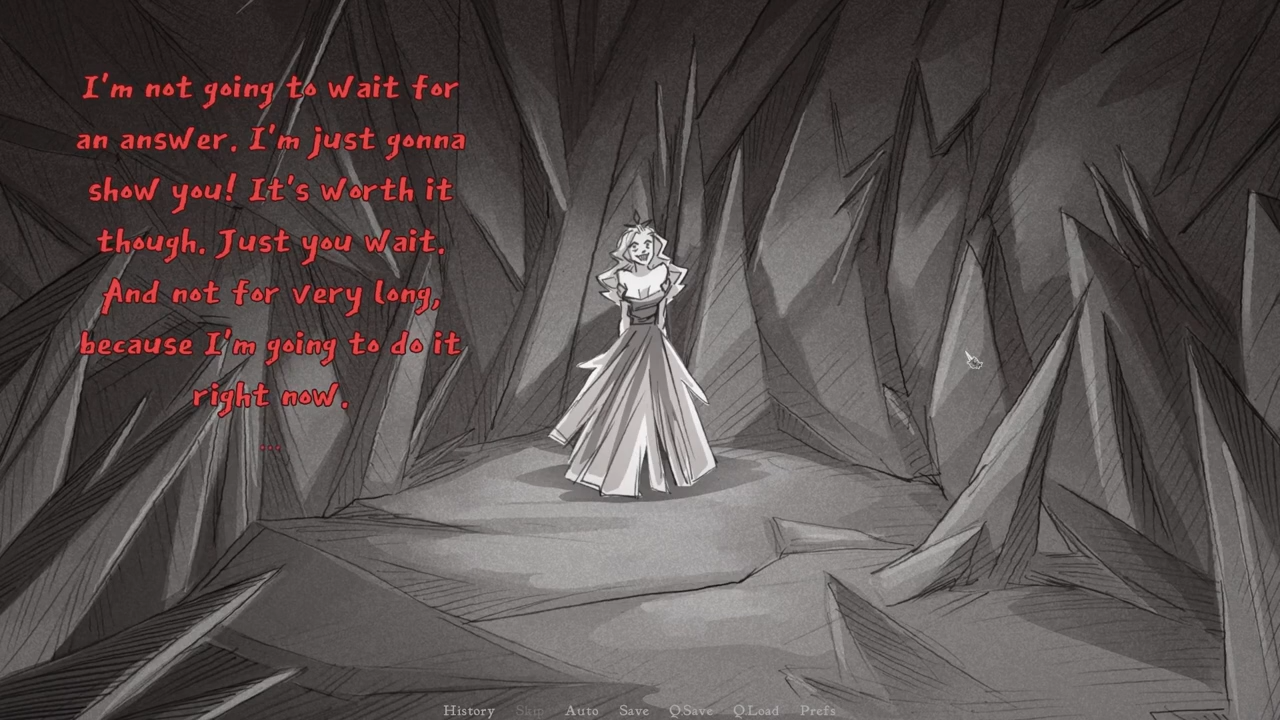 I'm not going to wait for
an answer. I'm just gonna
show you! It's worth it
though. Just you wait.
And not for very long,
because I'm going to do it
right now.
...
History Skip Auto Save Q.Save Q.Load Prefs